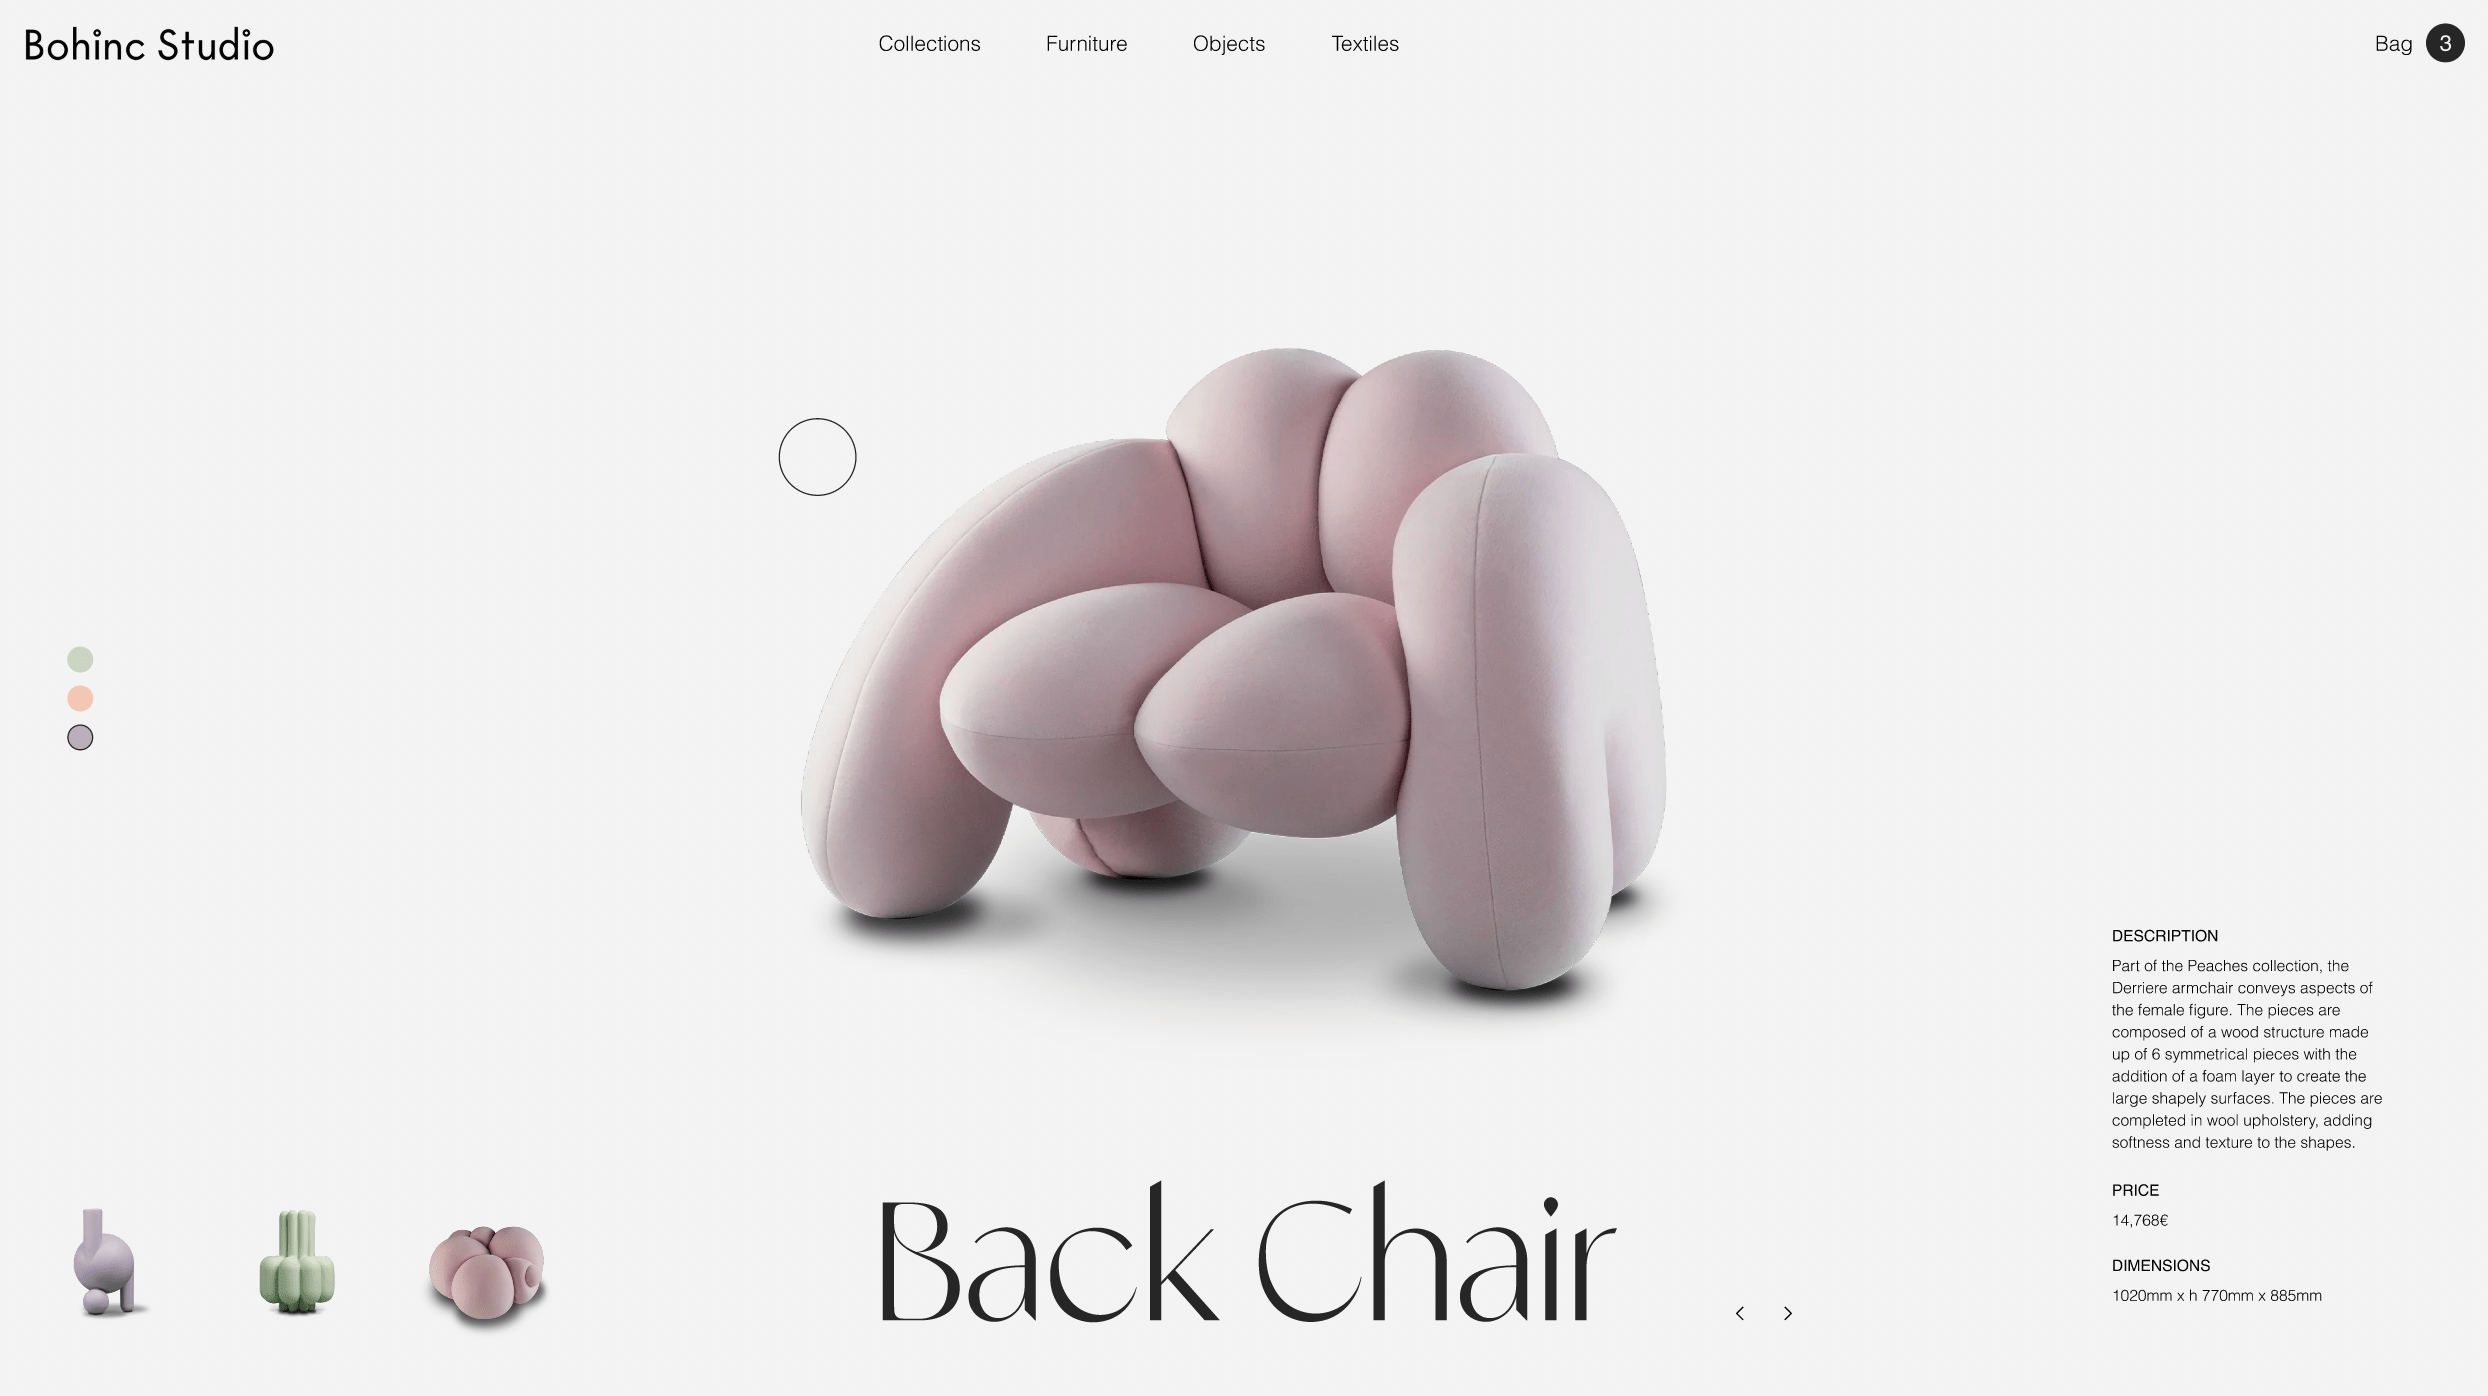 Bohinc Studio
Collections
Furniture
Objects
Textiles
Bag 3
DESCRIPTION
Part of the Peaches collection, the
Derriere armchair conveys aspects of
the female figure. The pieces are
composed of a wood structure made
up of 6 symmetrical pieces with the
addition of a foam layer to create the
large shapely surfaces. The pieces are
completed in wool upholstery, adding
softness and texture to the shapes.
PRICE
14,768€
DIMENSIONS
1020mm x h 770mm x 885mm
Back Chair